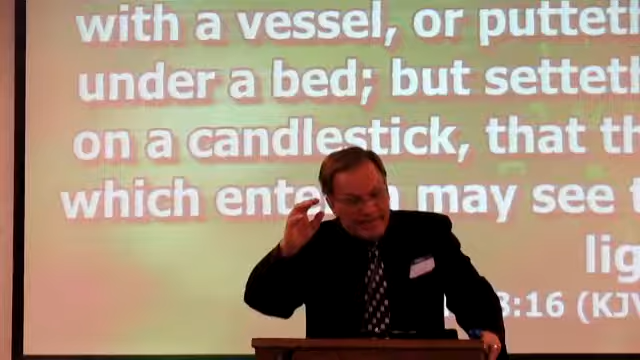 with a vessel, or putteth
under a bed; but setteth
on a candlestick, that th
which ente may see t
lig
8:16 (KJV